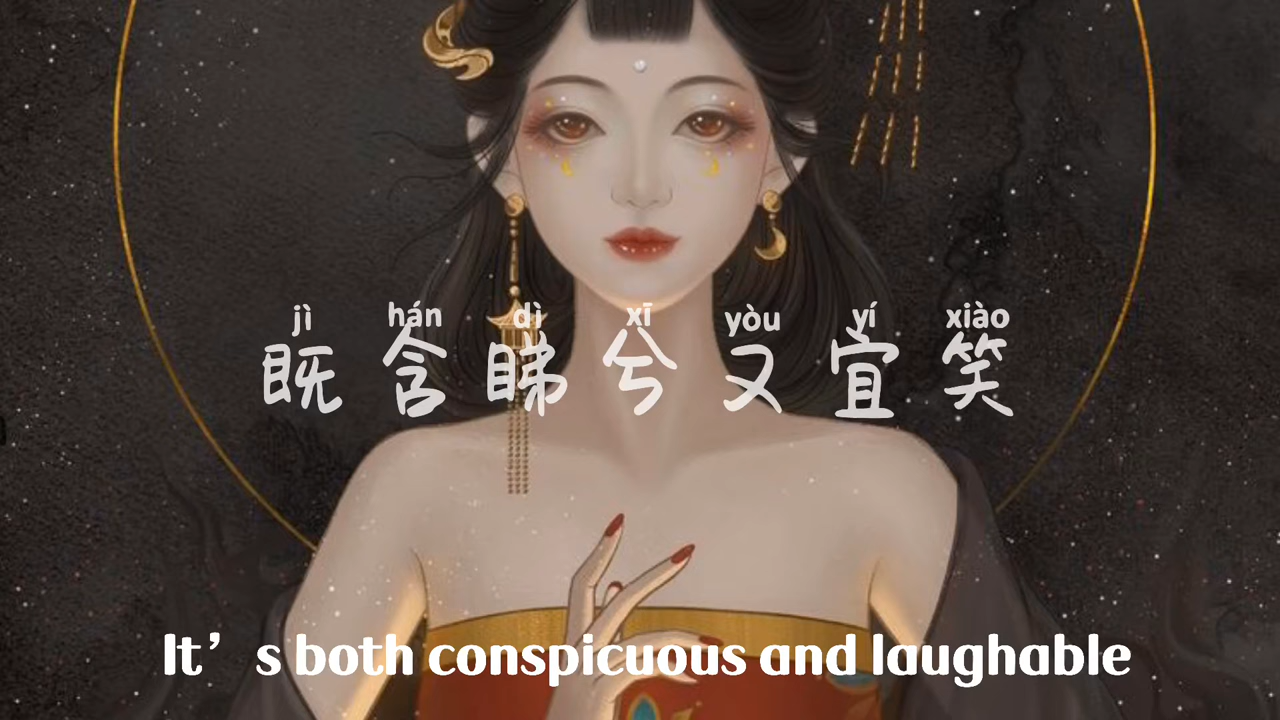 jì hán dì xī yòu yí xiào
既含睇兮又宜笑
It’s both conspicuous and laughable